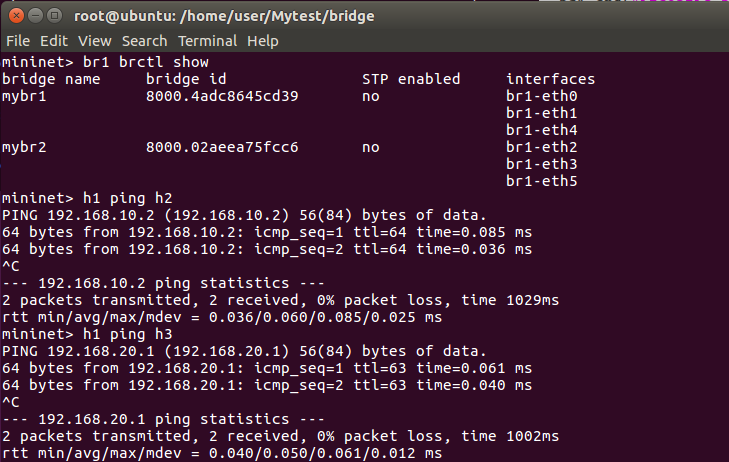 root@ubuntu: /home/user/Mytest/bridge
File Edit View Search Terminal Help
mininet> br1 brctl show
bridge name bridge id STP enabled interfaces
mybr1 8000.4adc8645cd39 no br1-eth0
br1-eth1
br1-eth4
mybr2 8000.02aeea75fcc6 no br1-eth2
br1-eth3
br1-eth5
mininet> h1 ping h2
PING 192.168.10.2 (192.168.10.2) 56(84) bytes of data.
64 bytes from 192.168.10.2: icmp_seq=1 ttl=64 time=0.085 ms
64 bytes from 192.168.10.2: icmp_seq=2 ttl=64 time=0.036 ms
^C
--- 192.168.10.2 ping statistics ---
2 packets transmitted, 2 received, 0% packet loss, time 1029ms
rtt min/avg/max/mdev = 0.036/0.060/0.085/0.025 ms
mininet> h1 ping h3
PING 192.168.20.1 (192.168.20.1) 56(84) bytes of data.
64 bytes from 192.168.20.1: icmp_seq=1 ttl=63 time=0.061 ms
64 bytes from 192.168.20.1: icmp_seq=2 ttl=63 time=0.040 ms
^C
--- 192.168.20.1 ping statistics ---
2 packets transmitted, 2 received, 0% packet loss, time 1002ms
rtt min/avg/max/mdev = 0.040/0.050/0.061/0.012 ms